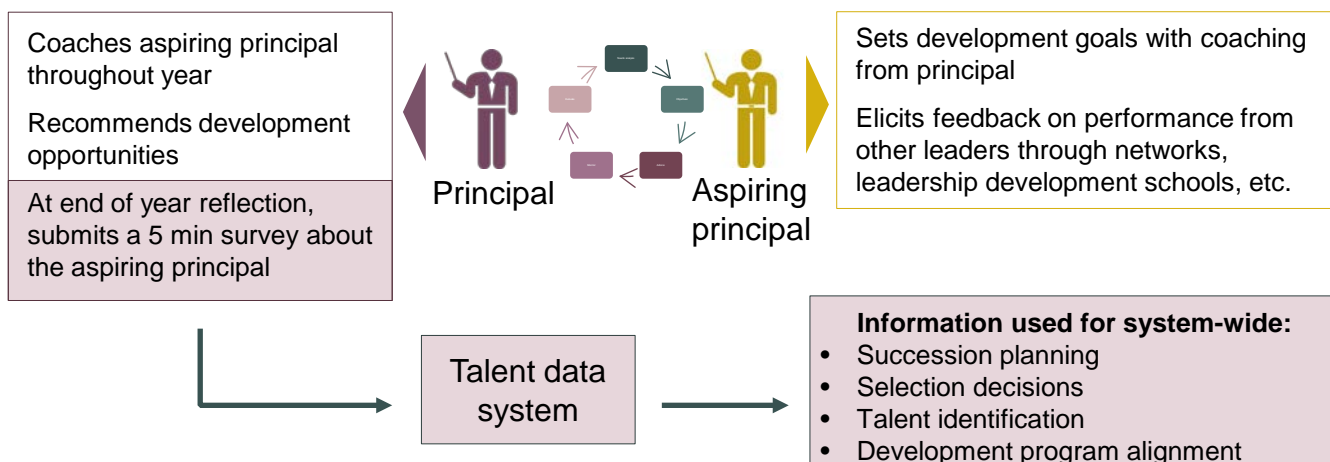 Coaches aspiring principal
throughout year
Recommends development
opportunities
At end of year reflection,
submits a 5 min survey about
the aspiring principal
Principal
Aspiring
principal
Sets development goals with coaching
from principal
Elicits feedback on performance from
other leaders through networks,
leadership development schools, etc.
Talent data
system
Information used for system-wide:
• Succession planning
• Selection decisions
• Talent identification
• Development program alignment